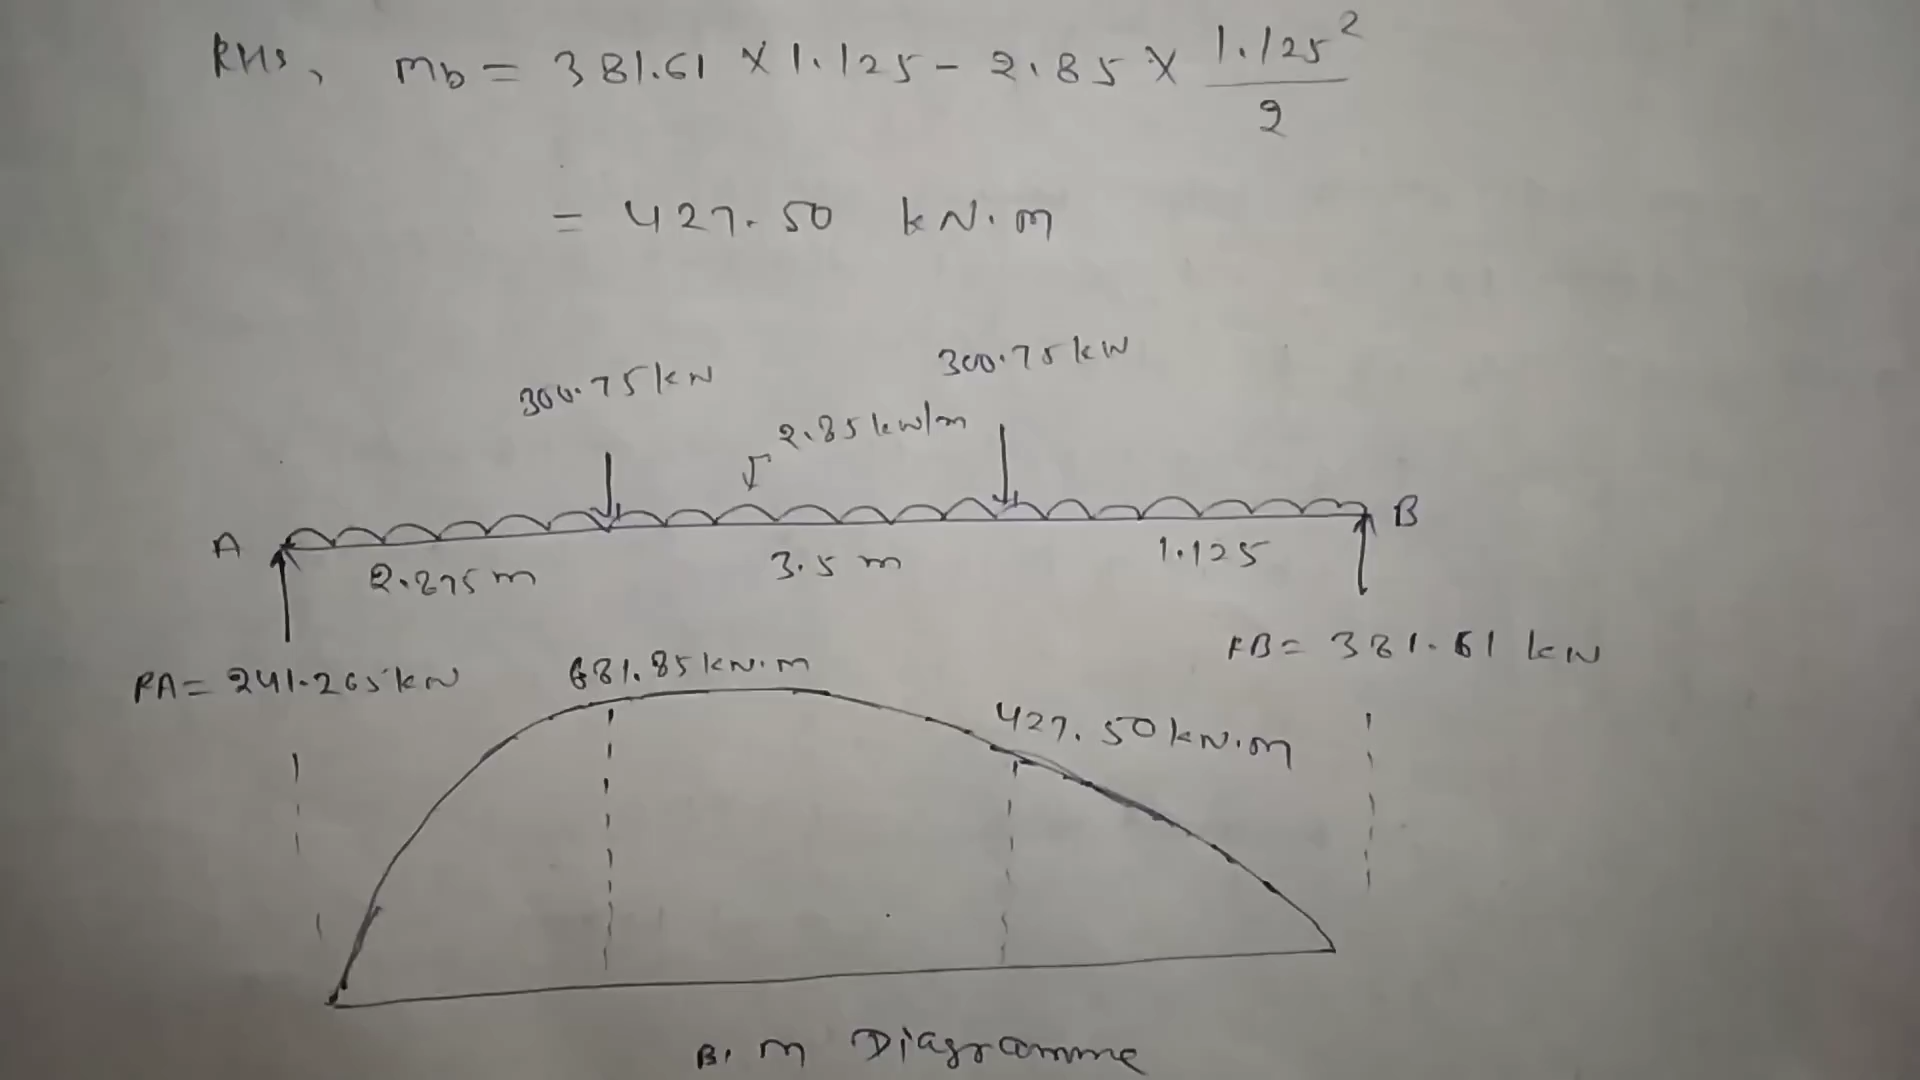 RHS, Mb = 381.61 × 1.125 - 2.85 × 1.125² / 2
= 427.50 kN.m
300.75 kN
300.75 kN
2.85 kN/m
A
B
2.875 m
3.5 m
1.125
RA = 241.265 kN
681.85 kN.m
RB = 381.61 kN
427.50 kN.m
B.M Diagramme